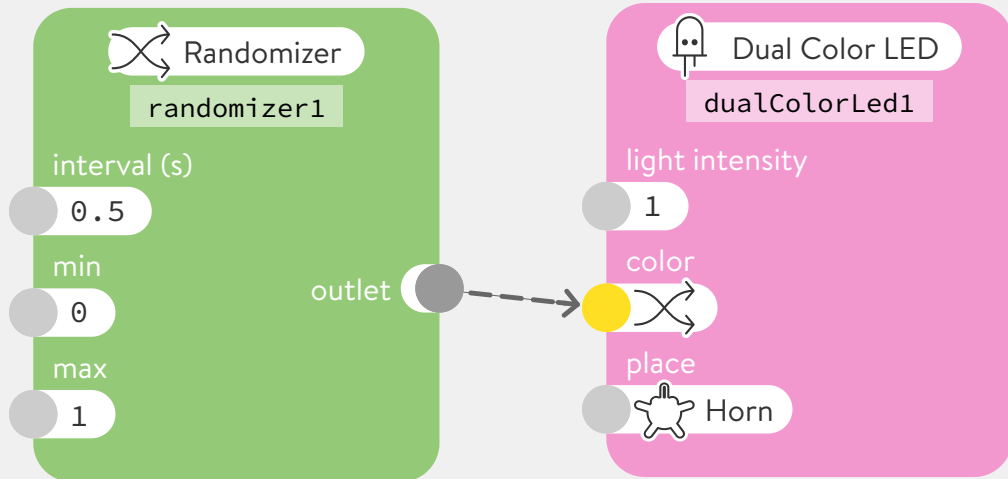 Randomizer
randomizer1
interval (s)
0.5
min
0
max
1
outlet
Dual Color LED
dualColorLed1
light intensity
1
color
place
Horn